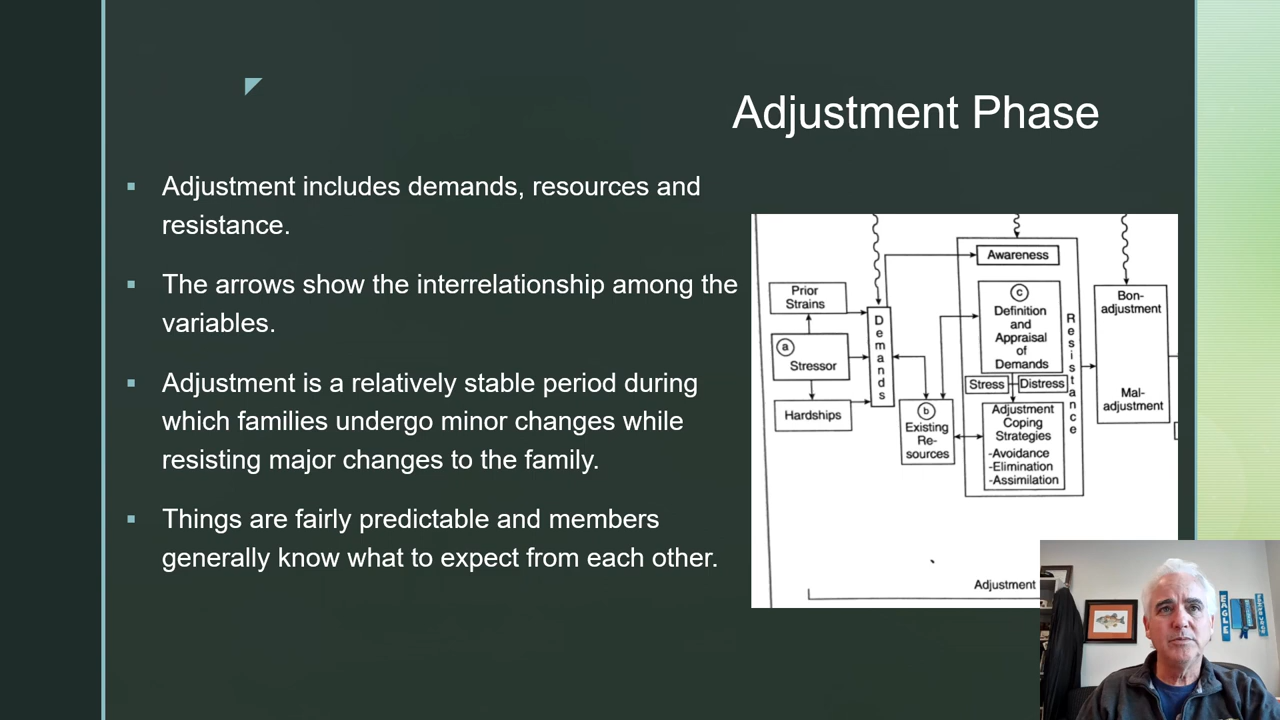 Adjustment Phase
▪ Adjustment includes demands, resources and
resistance.
▪ The arrows show the interrelationship among the
variables.
▪ Adjustment is a relatively stable period during
which families undergo minor changes while
resisting major changes to the family.
▪ Things are fairly predictable and members
generally know what to expect from each other.
Prior
Strains
a
Stressor
Hardships
Demands
b
Existing
Re-
sources
Awareness
c
Definition
and
Appraisal
of
Demands
Stress
Distress
Adjustment
Coping
Strategies
-Avoidance
-Elimination
-Assimilation
Resistance
Bon-
adjustment
Mal-
adjustment
Adjustment
EAGLE